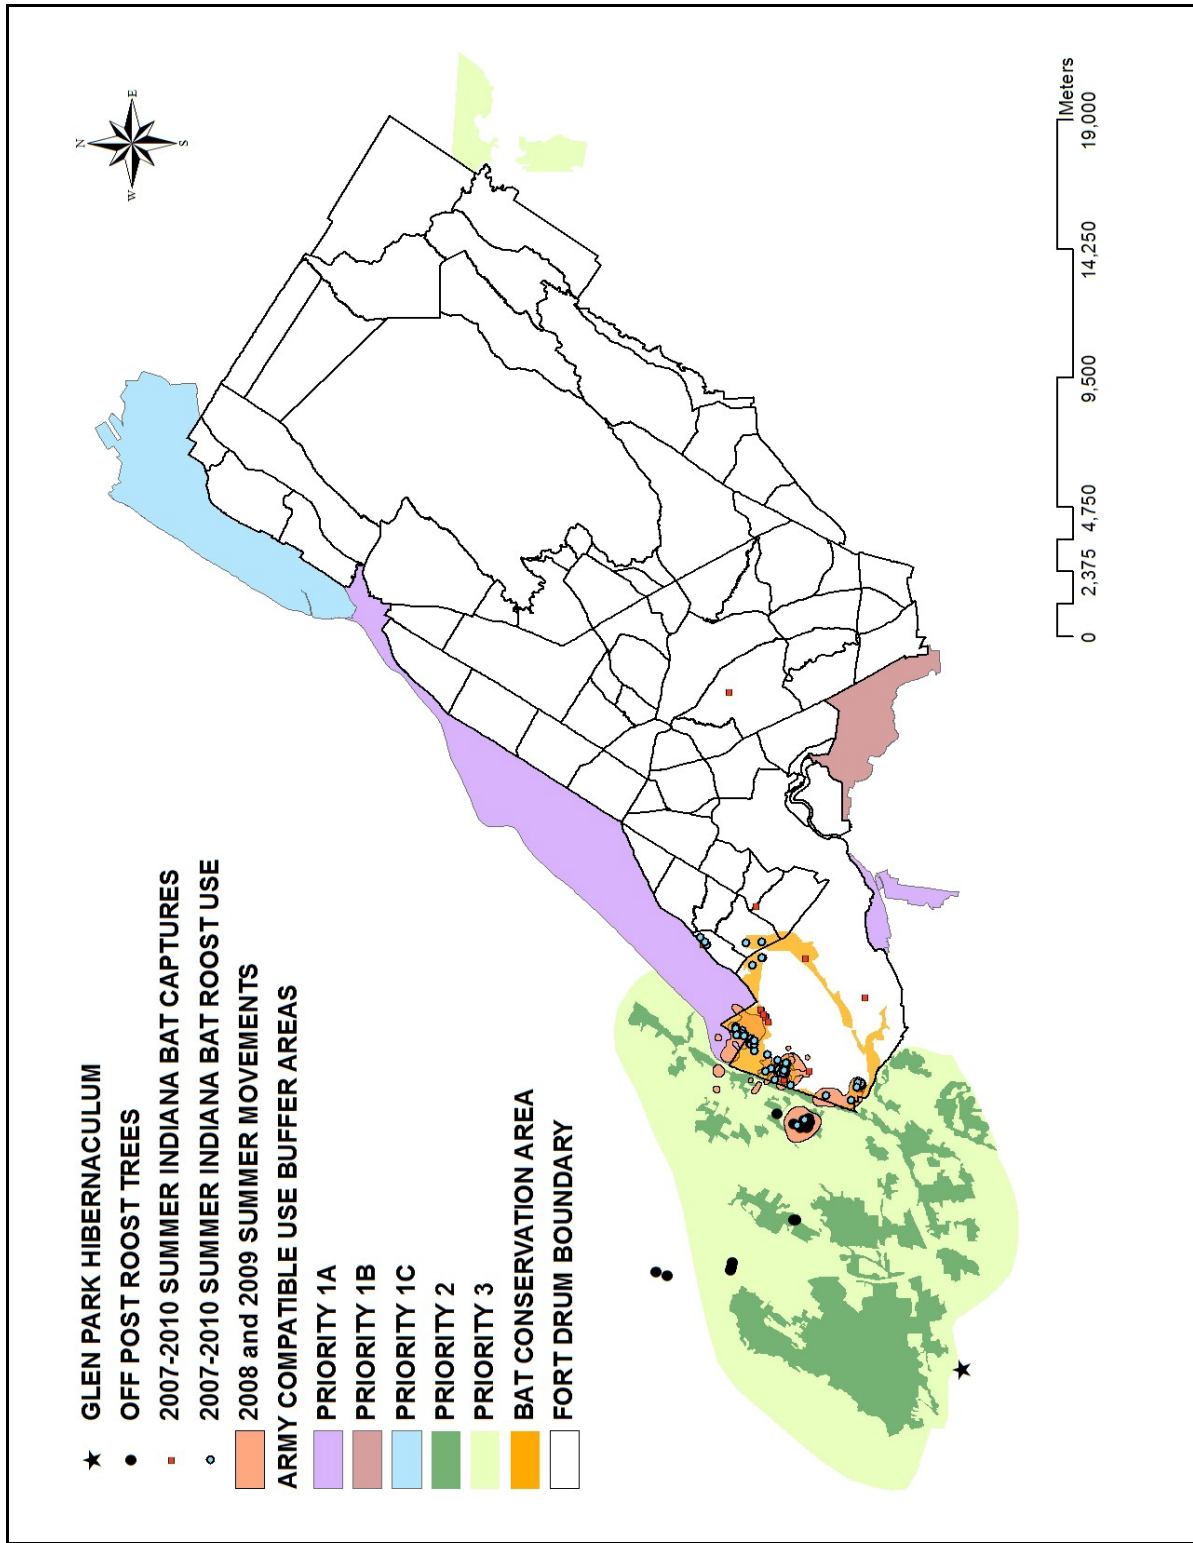 GLEN PARK HIBERNACULUM
OFF POST ROOST TREES
2007-2010 SUMMER INDIANA BAT CAPTURES
2007-2010 SUMMER INDIANA BAT ROOST USE
2008 and 2009 SUMMER MOVEMENTS
ARMY COMPATIBLE USE BUFFER AREAS
PRIORITY 1A
PRIORITY 1B
PRIORITY 1C
PRIORITY 2
PRIORITY 3
BAT CONSERVATION AREA
FORT DRUM BOUNDARY
N
W E
S
Meters
0 2,375 4,750 9,500 14,250 19,000